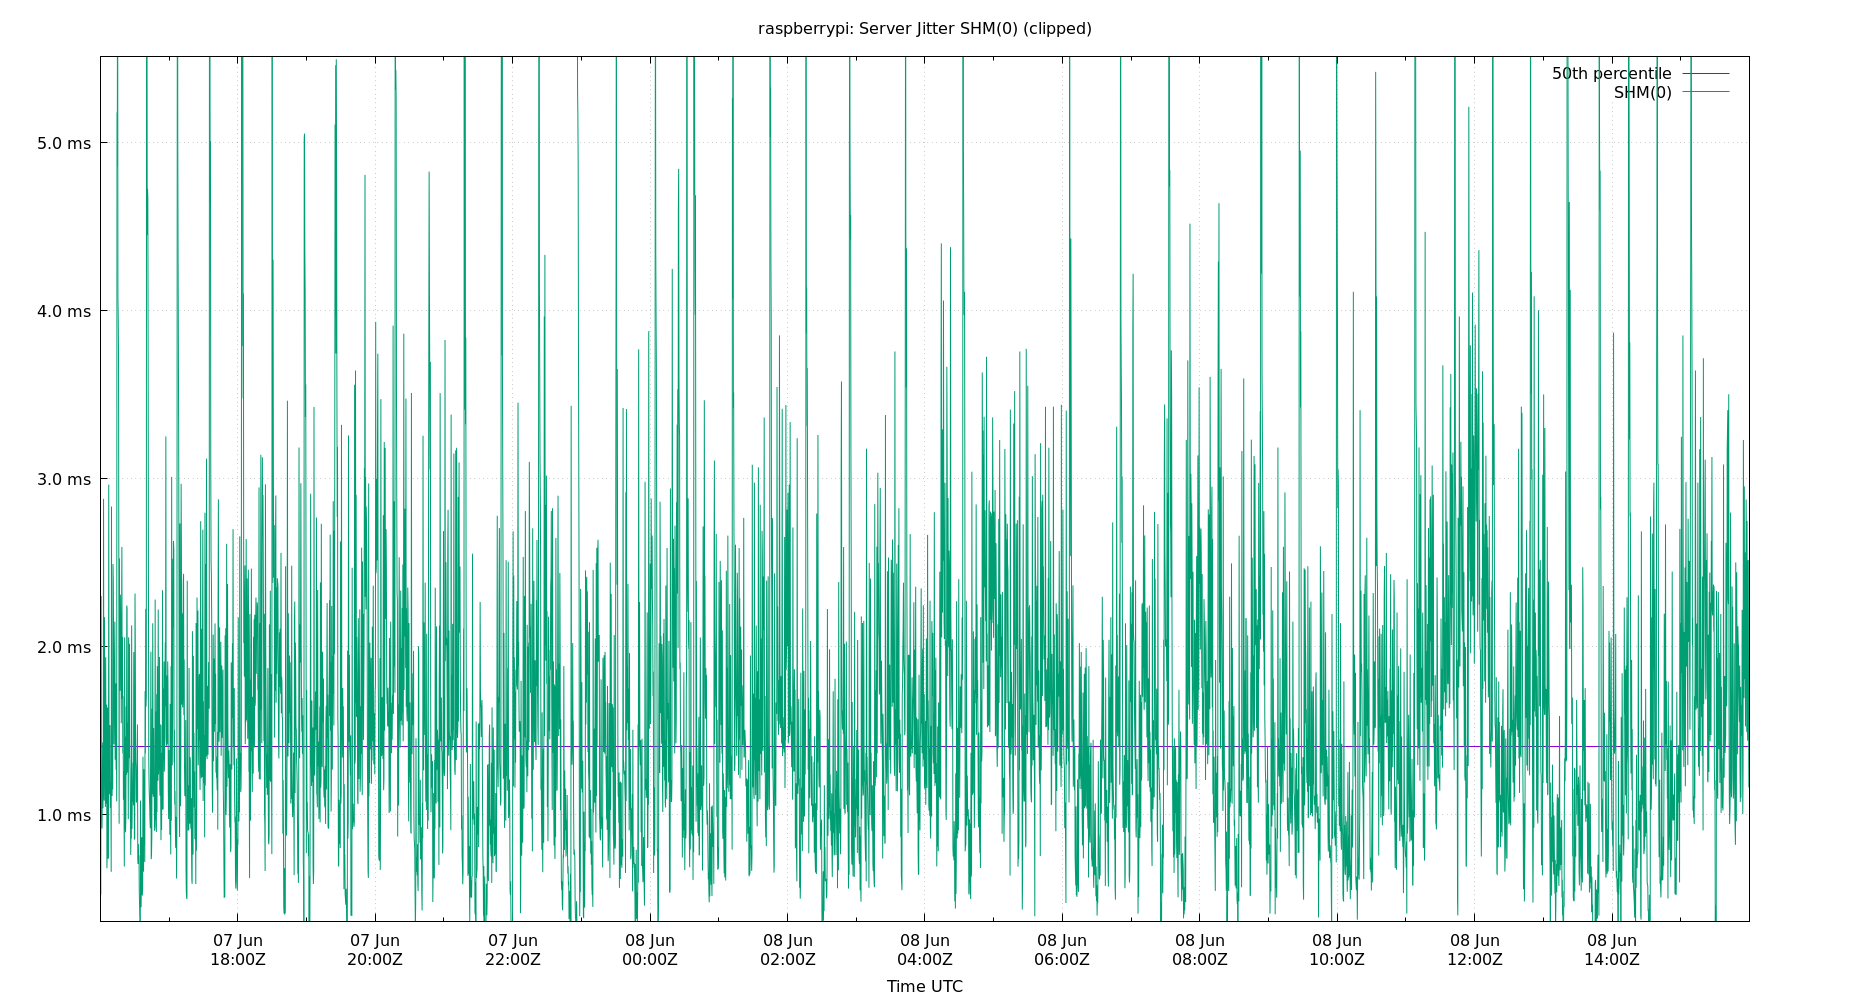 raspberrypi: Server Jitter SHM(0) (clipped)
50th percentile
SHM(0)
5.0 ms
4.0 ms
3.0 ms
2.0 ms
1.0 ms
07 Jun 07 Jun 07 Jun 08 Jun 08 Jun 08 Jun 08 Jun 08 Jun 08 Jun 08 Jun 08 Jun
18:00Z 20:00Z 22:00Z 00:00Z 02:00Z 04:00Z 06:00Z 08:00Z 10:00Z 12:00Z 14:00Z
Time UTC